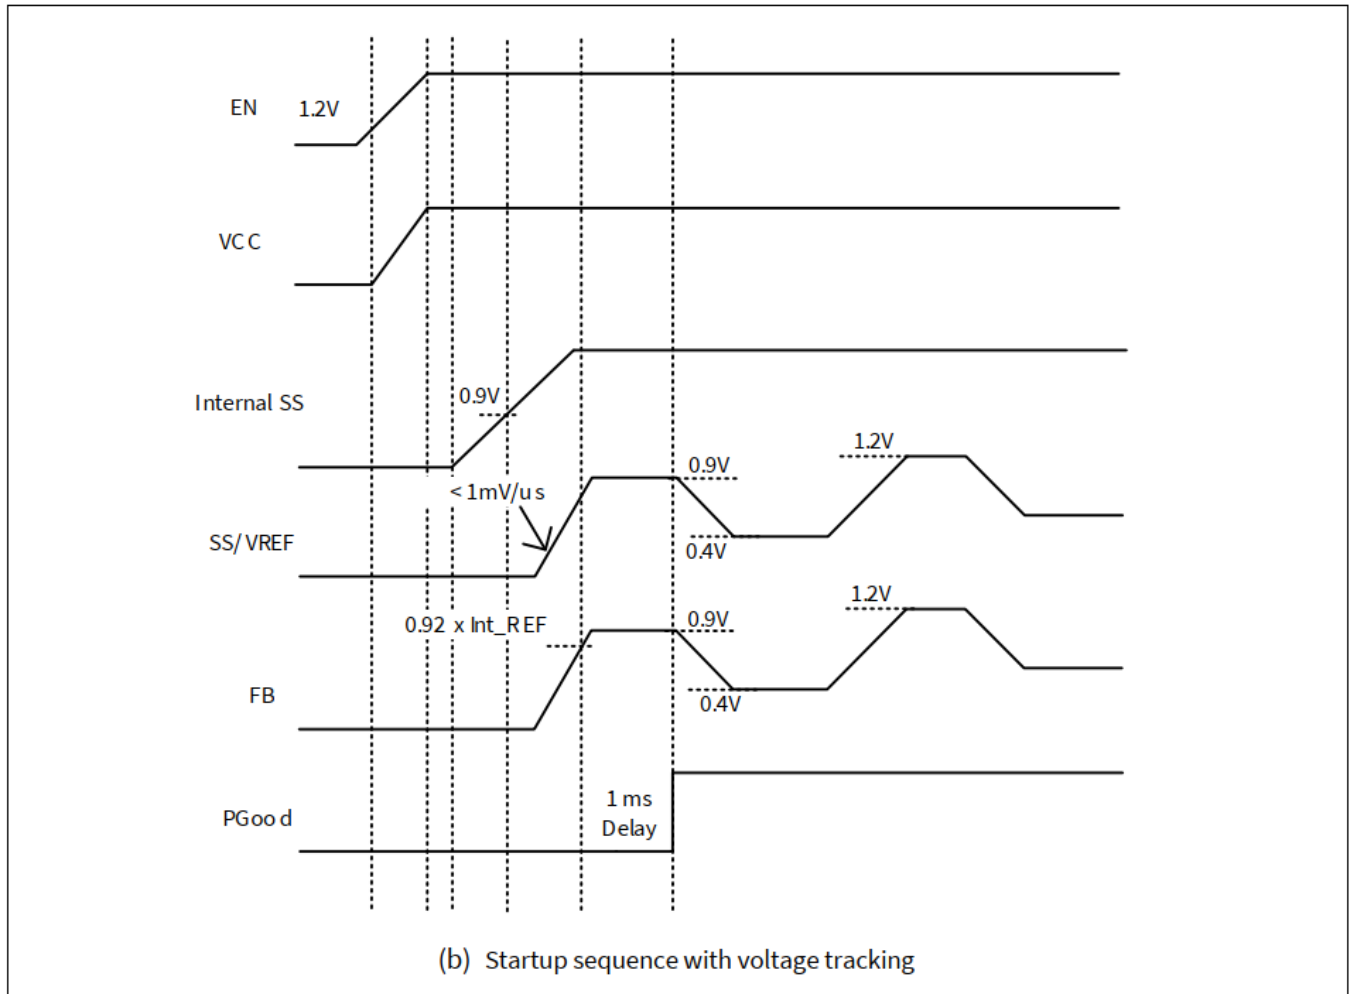 EN
1.2V
VCC
Internal SS
0.9V
< 1mV/us
SS/VREF
0.9V
0.4V
1.2V
0.92 x Int_REF
FB
0.9V
0.4V
1.2V
PGood
1 ms
Delay
(b) Startup sequence with voltage tracking